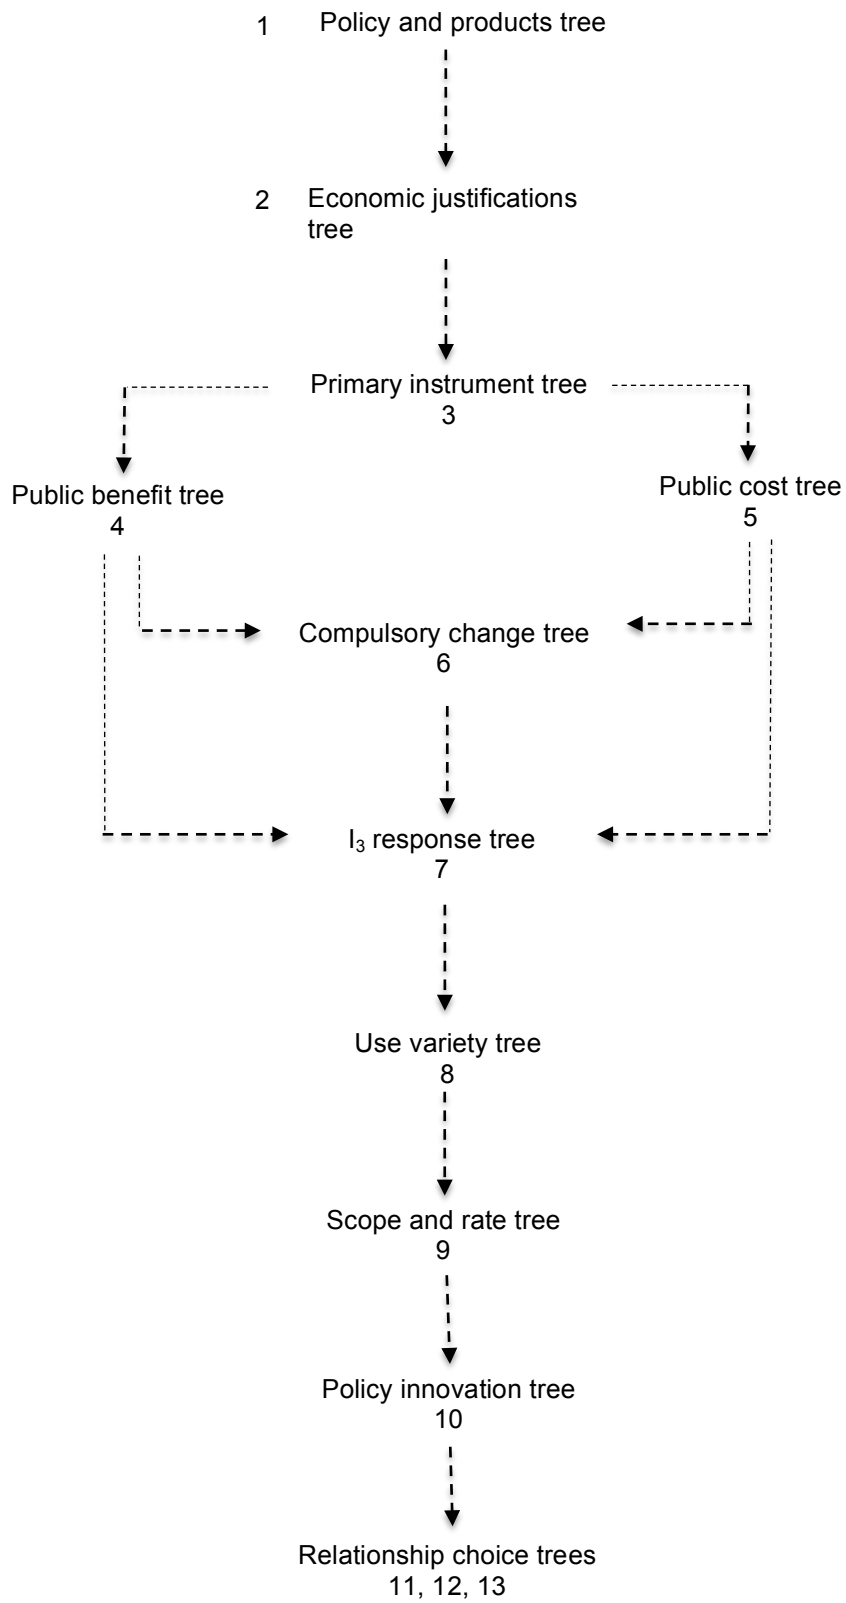 1 Policy and products tree
2 Economic justifications
tree
Primary instrument tree
3
Public benefit tree
4
Public cost tree
5
Compulsory change tree
6
I₃ response tree
7
Use variety tree
8
Scope and rate tree
9
Policy innovation tree
10
Relationship choice trees
11, 12, 13